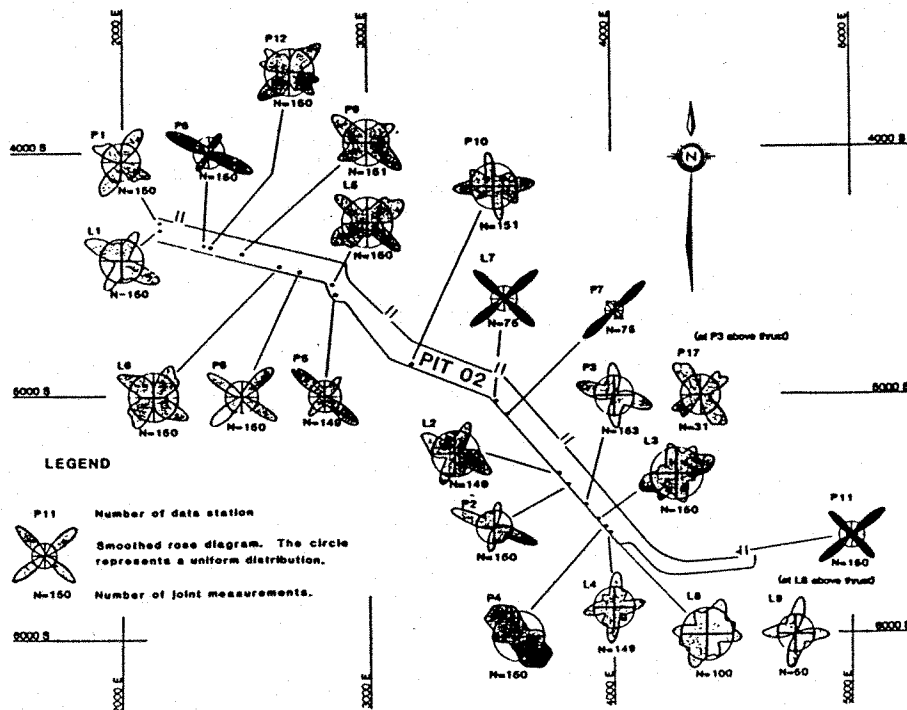 2000 E
3000 E
4000 E
5000 E
P12
N=150
P1
N=150
P6
N=150
P9
N=151
4000 S
4000 S
P10
N=151
N
L1
N=150
L5
N=150
L7
N=75
P7
N=75
(at P3 above thrust)
P17
N=31
PIT 02
L6
N=150
P6
N=150
P5
N=149
P3
N=153
5000 S
5000 S
L2
N=149
L3
N=150
LEGEND
P11 Number of data station
Smoothed rose diagram. The circle
represents a uniform distribution.
N=150 Number of joint measurements.
P2
N=150
P11
N=150
(at L8 above thrust)
P4
N=150
L4
N=149
L8
N=100
L9
N=50
6000 S
6000 S
2000 E
3000 E
4000 E
5000 E